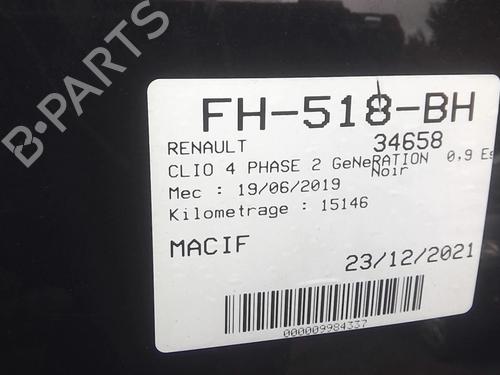 B-PARTS
FH-518-BH
RENAULT 34658
CLIO 4 PHASE 2 GeNeRATION 0,9 Es
Noir
Mec : 19/06/2019
Kilometrage : 15146
MACIF
23/12/2021
000009984337